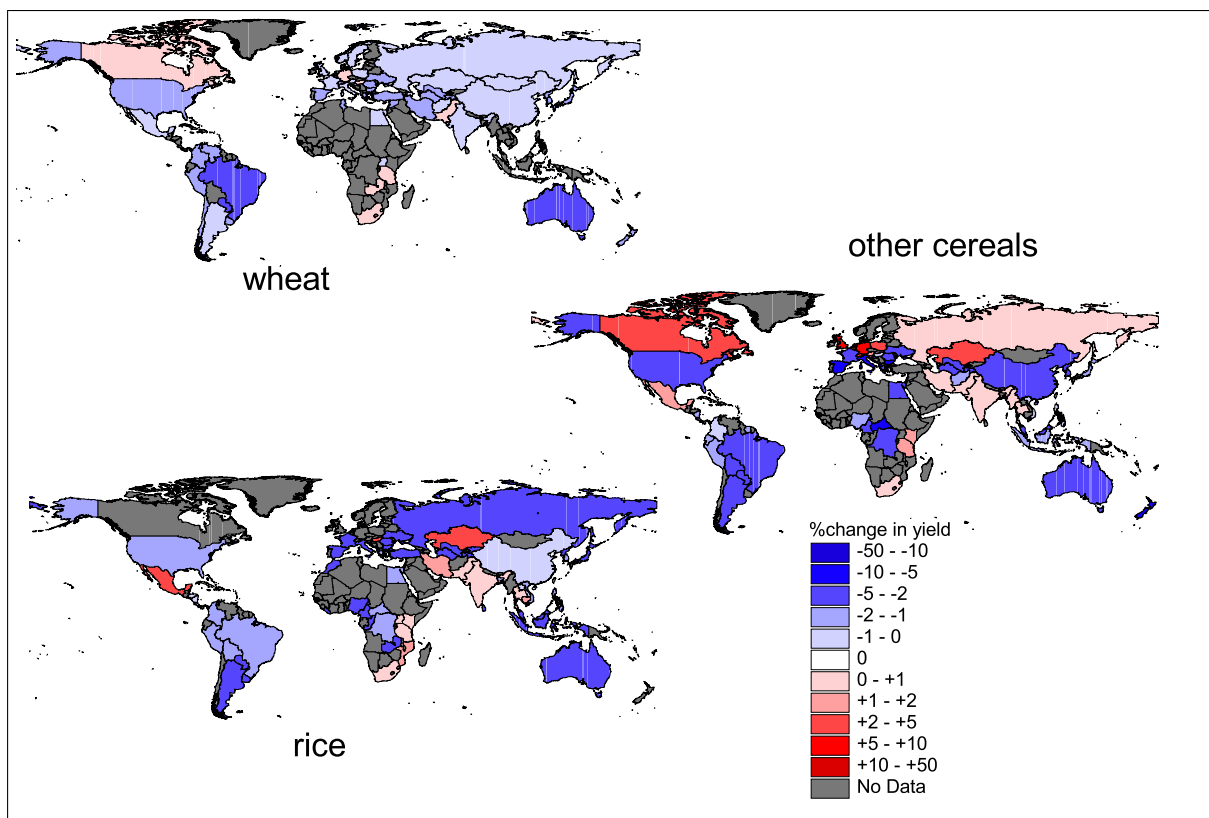 wheat
other cereals
rice
%change in yield
-50 - -10
-10 - -5
-5 - -2
-2 - -1
-1 - 0
0
0 - +1
+1 - +2
+2 - +5
+5 - +10
+10 - +50
No Data